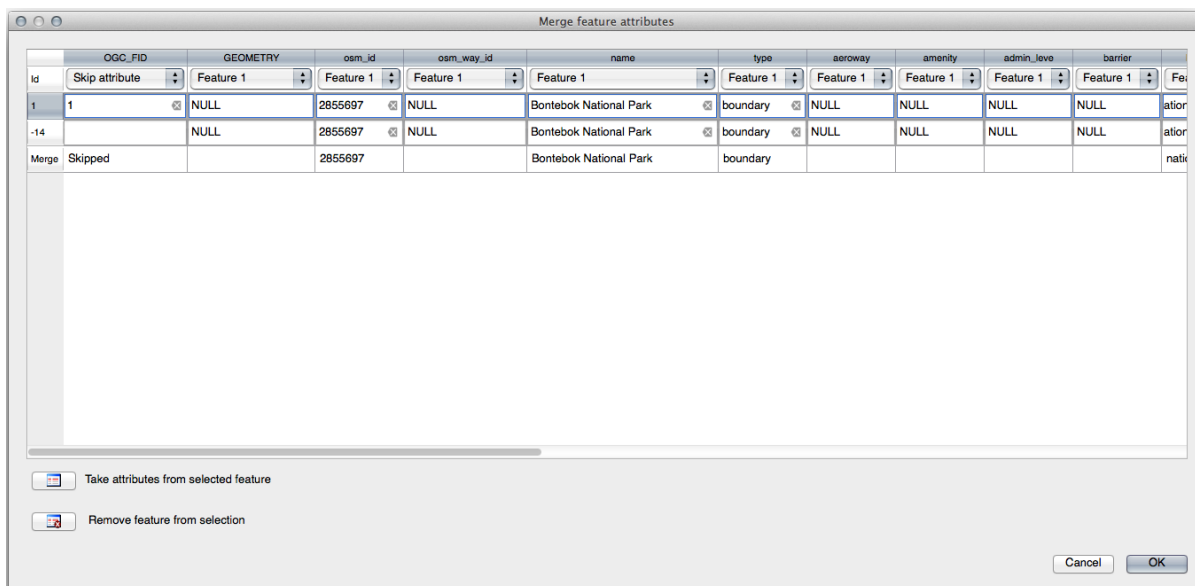 Merge feature attributes
OGC_FID GEOMETRY osm_id osm_way_id name type aeroway amenity admin_leve barrier
Id Skip attribute Feature 1 Feature 1 Feature 1 Feature 1 Feature 1 Feature 1 Feature 1 Feature 1 Feature 1 Fea
1 1 NULL 2855697 NULL Bontebok National Park boundary NULL NULL NULL NULL ation
-14 NULL 2855697 NULL Bontebok National Park boundary NULL NULL NULL NULL ation
Merge Skipped 2855697 Bontebok National Park boundary natio
Take attributes from selected feature
Remove feature from selection
Cancel OK